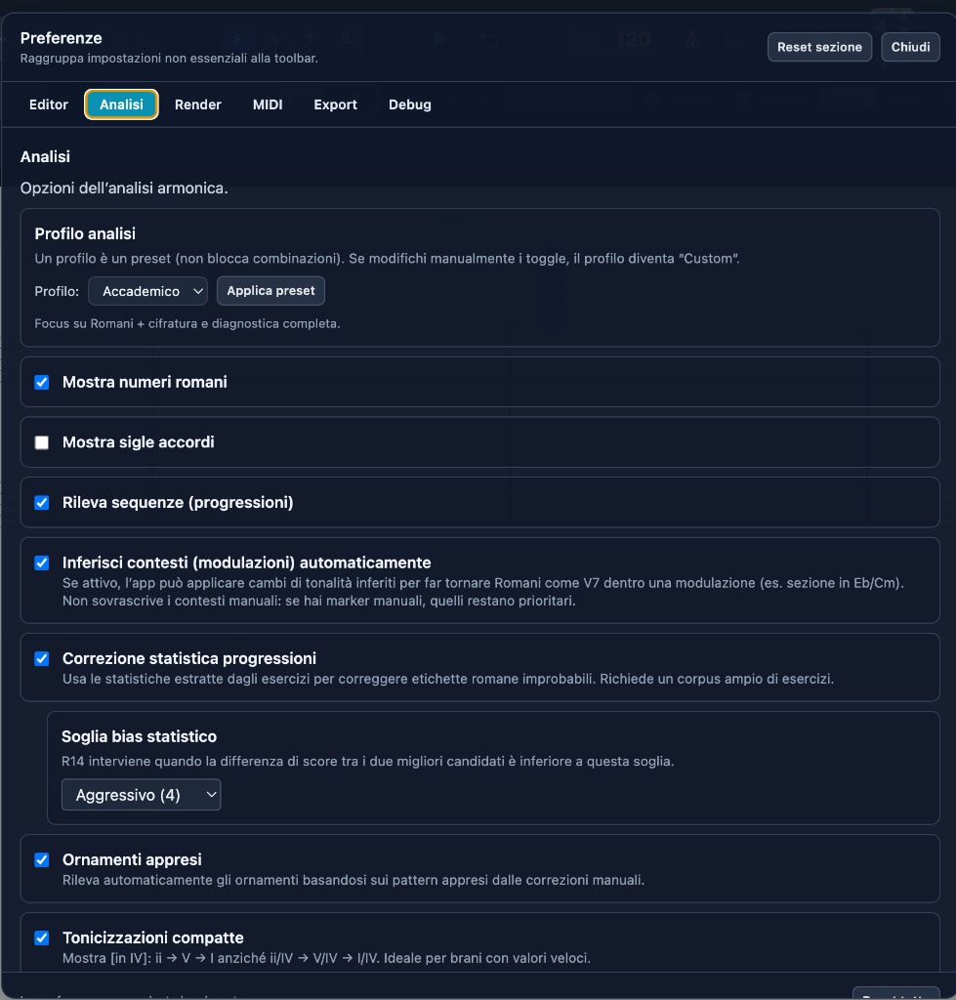 120
Preferenze
Raggruppa impostazioni non essenziali alla toolbar.
Reset sezione
Chiudi
Editor
Analisi
Render
MIDI
Export
Debug
Analisi
Opzioni dell’analisi armonica.
Profilo analisi
Un profilo è un preset (non blocca combinazioni). Se modifichi manualmente i toggle, il profilo diventa “Custom”.
Profilo: Accademico Applica preset
Focus su Romani + cifratura e diagnostica completa.
Mostra numeri romani
Mostra sigle accordi
Rileva sequenze (progressioni)
Inferisci contesti (modulazioni) automaticamente
Se attivo, l’app può applicare cambi di tonalità inferiti per far tornare Romani come V7 dentro una modulazione (es. sezione in Eb/Cm).
Non sovrascrive i contesti manuali: se hai marker manuali, quelli restano prioritari.
Correzione statistica progressioni
Usa le statistiche estratte dagli esercizi per correggere etichette romane improbabili. Richiede un corpus ampio di esercizi.
Soglia bias statistico
R14 interviene quando la differenza di score tra i due migliori candidati è inferiore a questa soglia.
Aggressivo (4)
Ornamenti appresi
Rileva automaticamente gli ornamenti basandosi sui pattern appresi dalle correzioni manuali.
Tonicizzazioni compatte
Mostra [in IV]: ii → V → I anziché ii/IV → V/IV → I/IV. Ideale per brani con valori veloci.